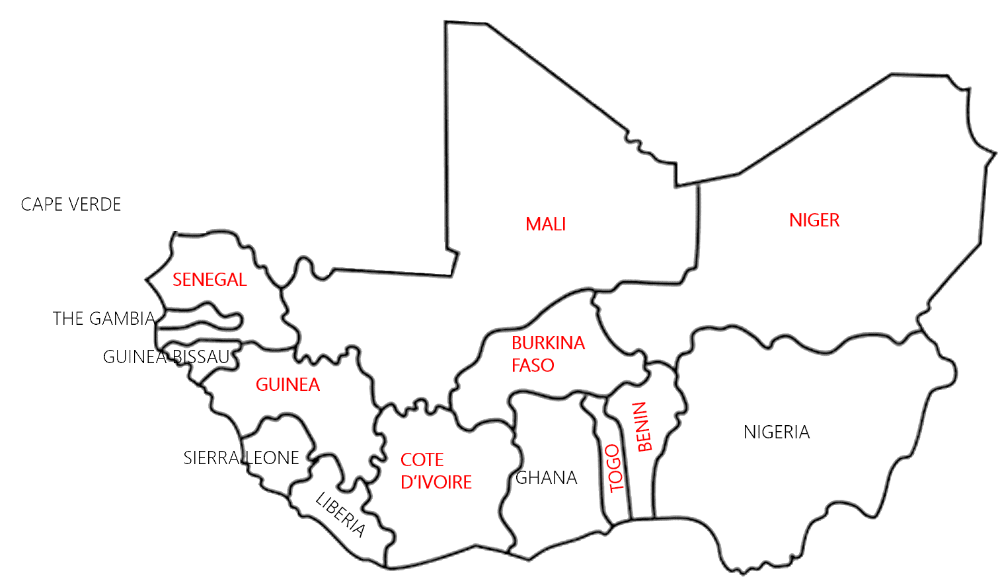 CAPE VERDE
MALI
NIGER
SENEGAL
THE GAMBIA
GUINEA BISSAU
BURKINA
FASO
GUINEA
BENIN
NIGERIA
SIERRA LEONE
COTE
D’IVOIRE
TOGO
GHANA
LIBERIA